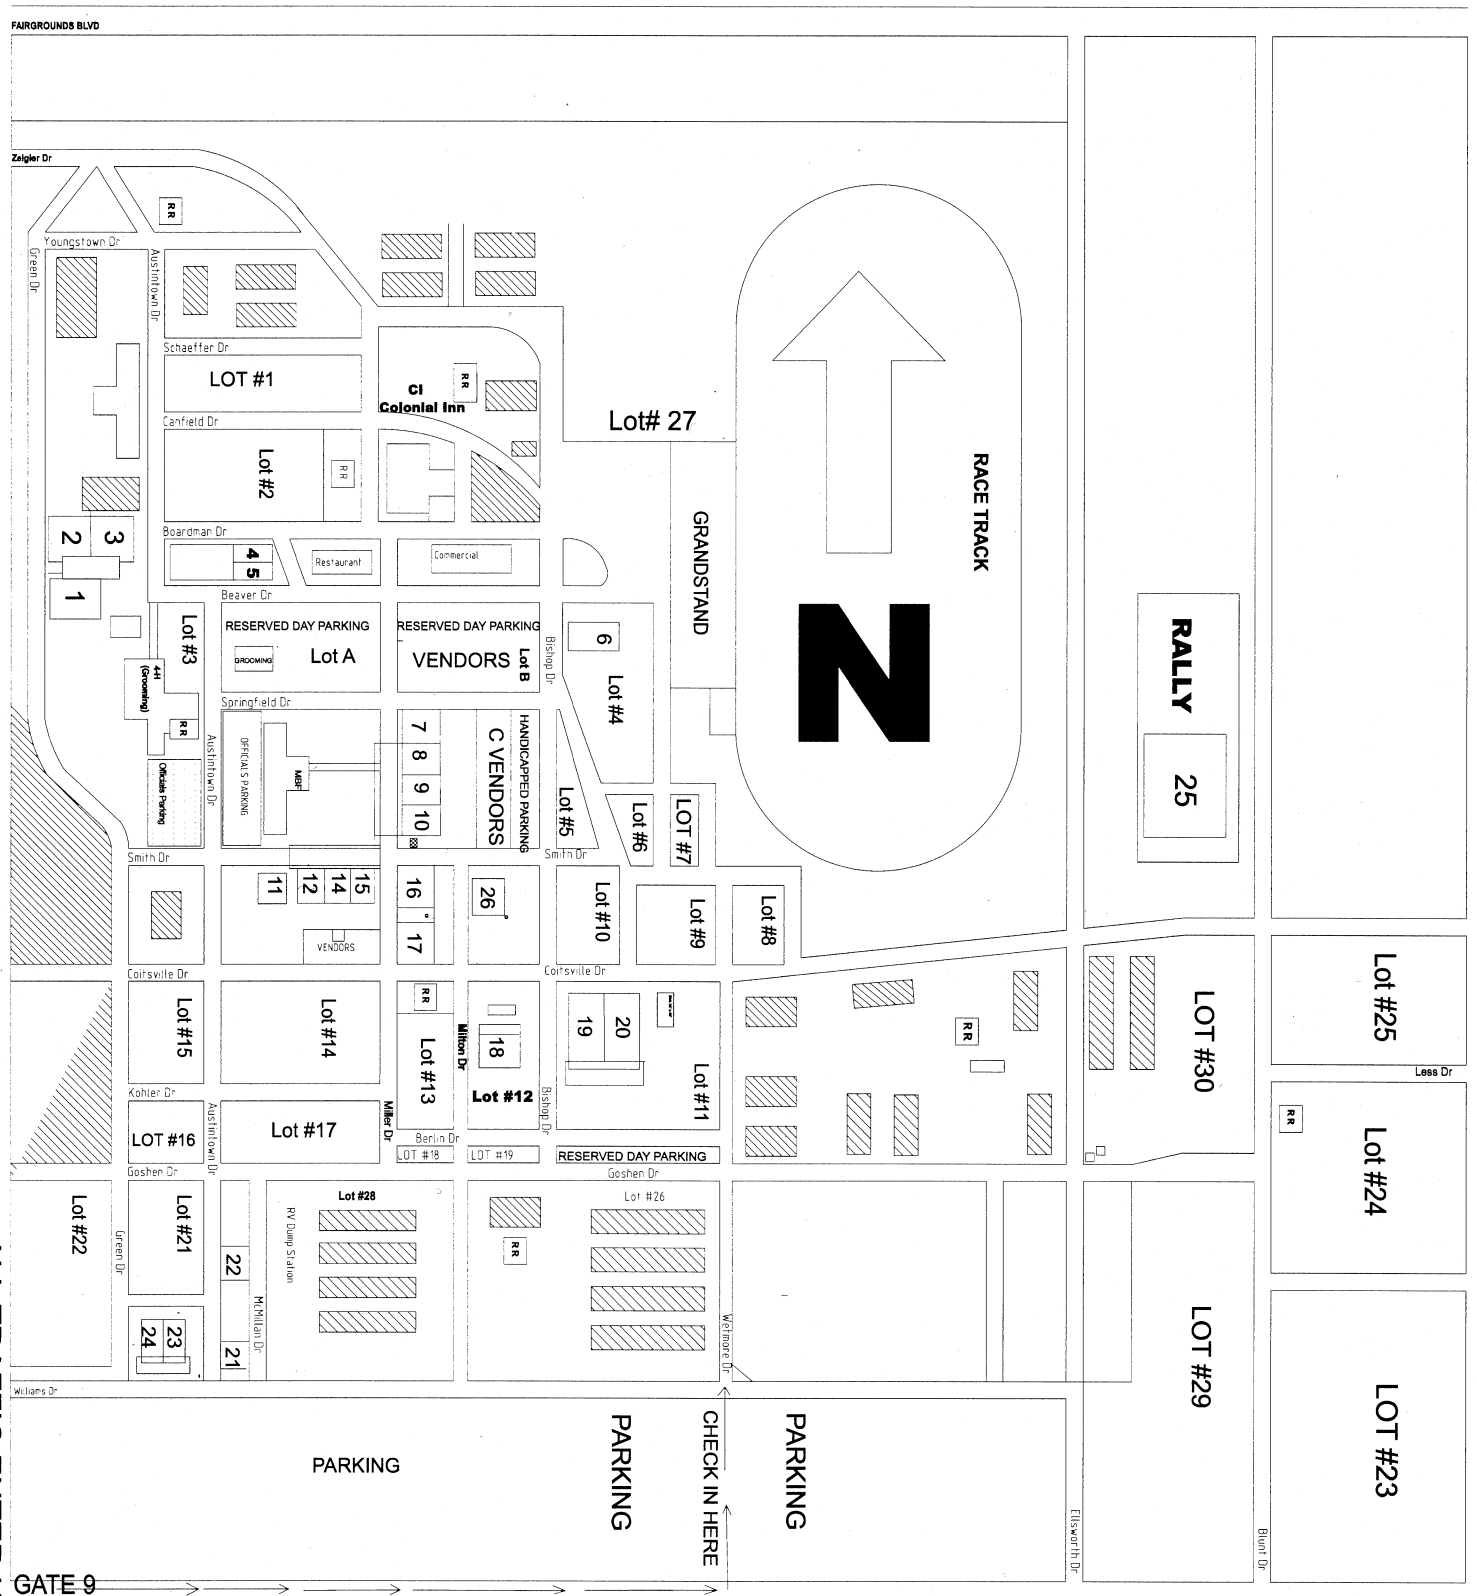 FAIRGROUNDS BLVD
Zeigler Dr
RR
Youngstown Dr
Green Dr
Austintown Dr
Schaeffer Dr
LOT #1
CI
Colonial Inn
RR
Canfield Dr
Lot# 27
Lot #2
RR
RACE TRACK
GRANDSTAND
Boardman Dr
2
3
4
5
Restaurant
Commercial
1
Beaver Dr
N
RALLY
25
Lot #3
RESERVED DAY PARKING
GROOMING
Lot A
RESERVED DAY PARKING
VENDORS
Lot B
Bishop Dr
6
Lot #4
4-H
(Grooming)
RR
Springfield Dr
Austintown Dr
Officials Parking
OFFICIALS PARKING
MBF
7
8
9
10
C VENDORS
HANDICAPPED PARKING
Lot #5
Lot #6
LOT #7
Smith Dr
Smith Dr
11
12
14
15
16
17
26
Lot #10
Lot #9
Lot #8
VENDORS
Coitsville Dr
Coitsville Dr
Lot #15
Lot #14
RR
Lot #13
Milton Dr
18
Lot #12
19
20
Lot #11
Bishop Dr
RR
LOT #30
Lot #25
Less Dr
Kohler Dr
LOT #16
Austintown Dr
Lot #17
Miller Dr
Berlin Dr
LOT #18
LOT #19
RESERVED DAY PARKING
RR
Lot #24
Goshen Dr
Goshen Dr
Lot #22
Green Dr
Lot #21
22
21
McMillan Dr
RV Dump Station
Lot #28
RR
Lot #26
Wetmore Dr
LOT #29
LOT #23
24
23
Williams Dr
PARKING
PARKING
CHECK IN HERE
PARKING
Ellsworth Dr
Blunt Dr
GATE 9